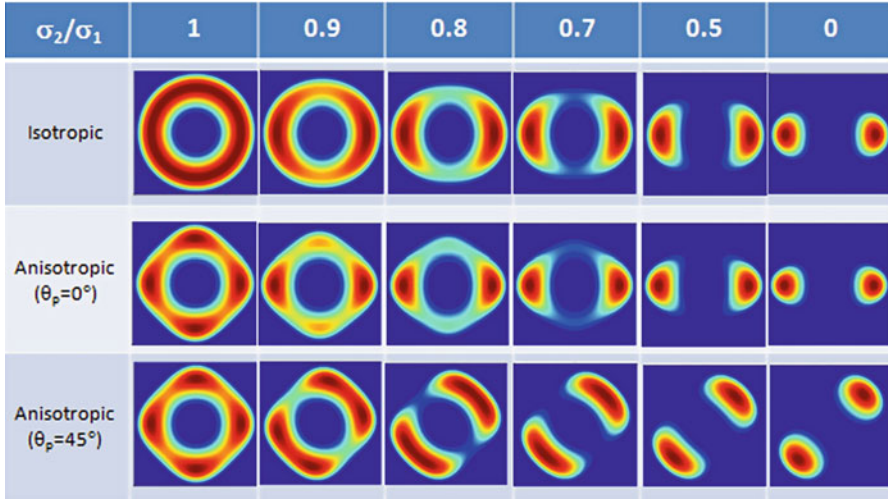 σ₂/σ₁ 1 0.9 0.8 0.7 0.5 0
Isotropic
Anisotropic
(θₚ=0°)
Anisotropic
(θₚ=45°)